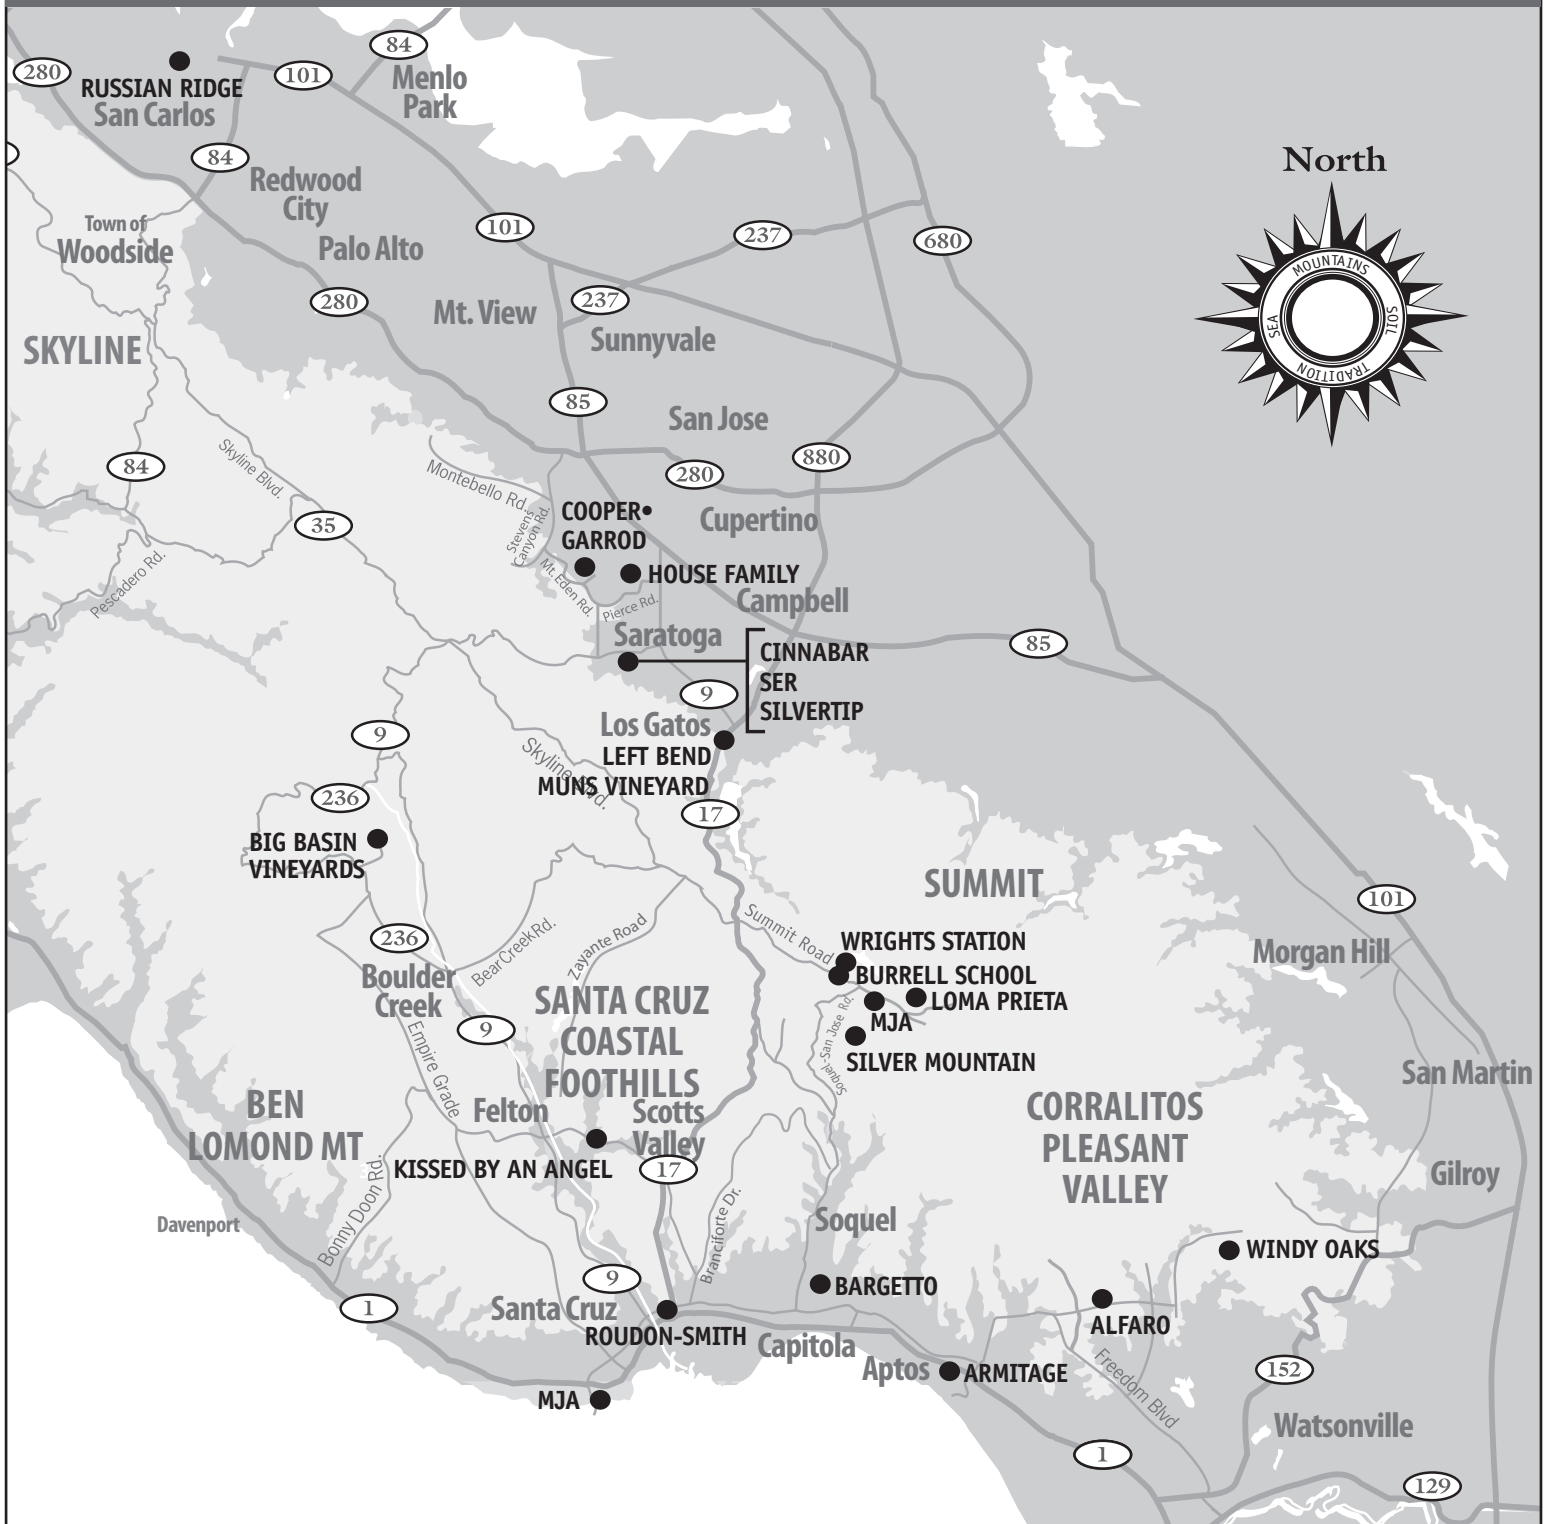 84
280
RUSSIAN RIDGE
San Carlos
101
Menlo
Park
84
Redwood
City
North
MOUNTAINS
SOIL
TRADITION
SEA
Town of
Woodside
Palo Alto
101
237
680
280
Mt. View
237
Sunnyvale
SKYLINE
85
San Jose
Skyline Blvd.
84
Montebello Rd.
280
880
35
Stevens
Canyon Rd.
COOPER•
GARROD
Cupertino
Pescadero Rd.
Mt. Eden Rd.
HOUSE FAMILY
Pierce Rd.
Campbell
Saratoga
85
CINNABAR
SER
SILVERTIP
9
Los Gatos
LEFT BEND
MUNS VINEYARD
Skyline Blvd.
9
236
17
BIG BASIN
VINEYARDS
SUMMIT
101
236
Bear Creek Rd.
Zayante Road
Summit Road
WRIGHTS STATION
BURRELL SCHOOL
LOMA PRIETA
MJA
SILVER MOUNTAIN
Soquel-San Jose Rd.
Morgan Hill
Boulder
Creek
SANTA CRUZ
COASTAL
FOOTHILLS
9
Empire Grade
San Martin
BEN
LOMOND MT
Felton
Scotts
Valley
CORRALITOS
PLEASANT
VALLEY
KISSED BY AN ANGEL
17
Gilroy
Davenport
Bonny Doon Rd.
Branciforte Dr.
Soquel
WINDY OAKS
9
BARGETTO
1
Santa Cruz
ROUDON-SMITH
Capitola
ALFARO
Aptos
ARMITAGE
Freedom Blvd
152
MJA
Watsonville
1
129